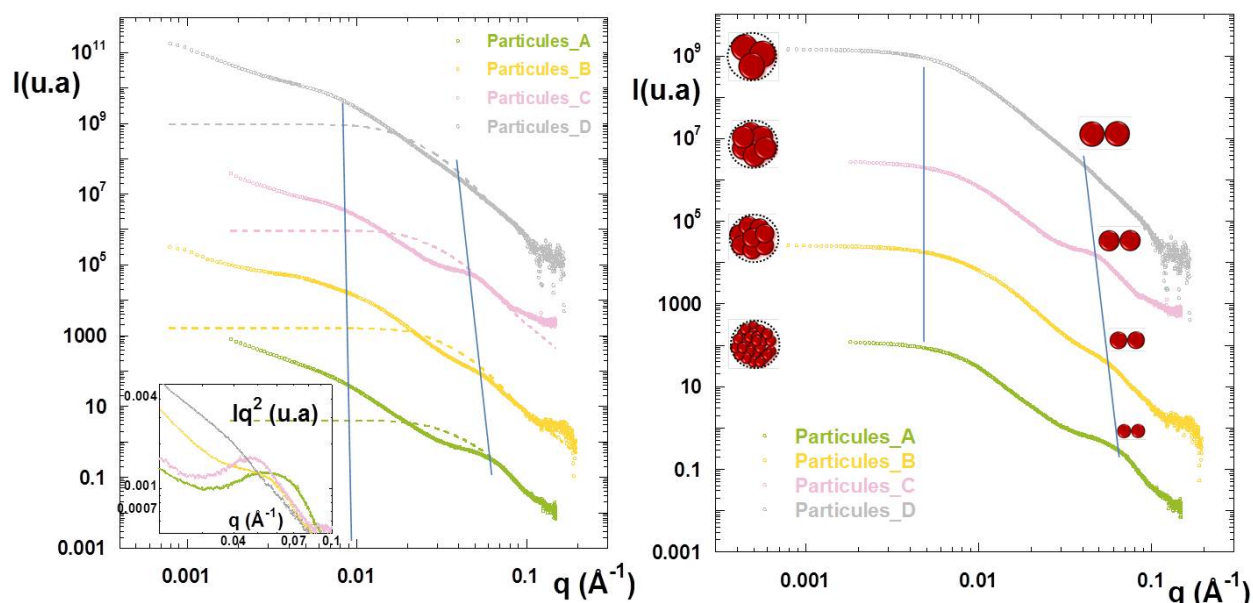 10¹¹
10⁹
10⁷
10⁵
1000
10
0.1
0.001
I(u.a)
Particules_A
Particules_B
Particules_C
Particules_D
0.004
0.001
0.0007
Iq² (u.a)
q (Å⁻¹)
0.04
0.07
0.1
0.001
0.01
0.1
q (Å⁻¹)
10⁹
10⁷
10⁵
1000
10
0.1
0.001
I(u.a)
Particules_A
Particules_B
Particules_C
Particules_D
0.001
0.01
0.1
q (Å⁻¹)